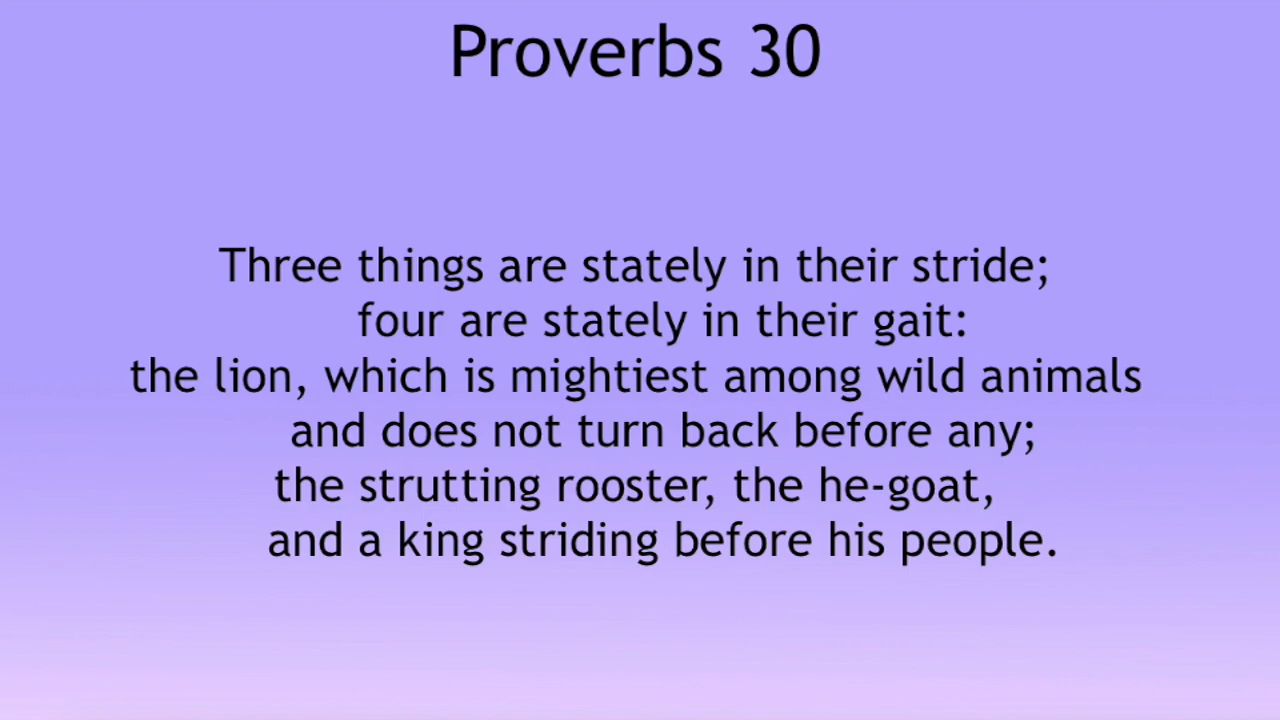 Proverbs 30
Three things are stately in their stride;
four are stately in their gait:
the lion, which is mightiest among wild animals
and does not turn back before any;
the strutting rooster, the he-goat,
and a king striding before his people.